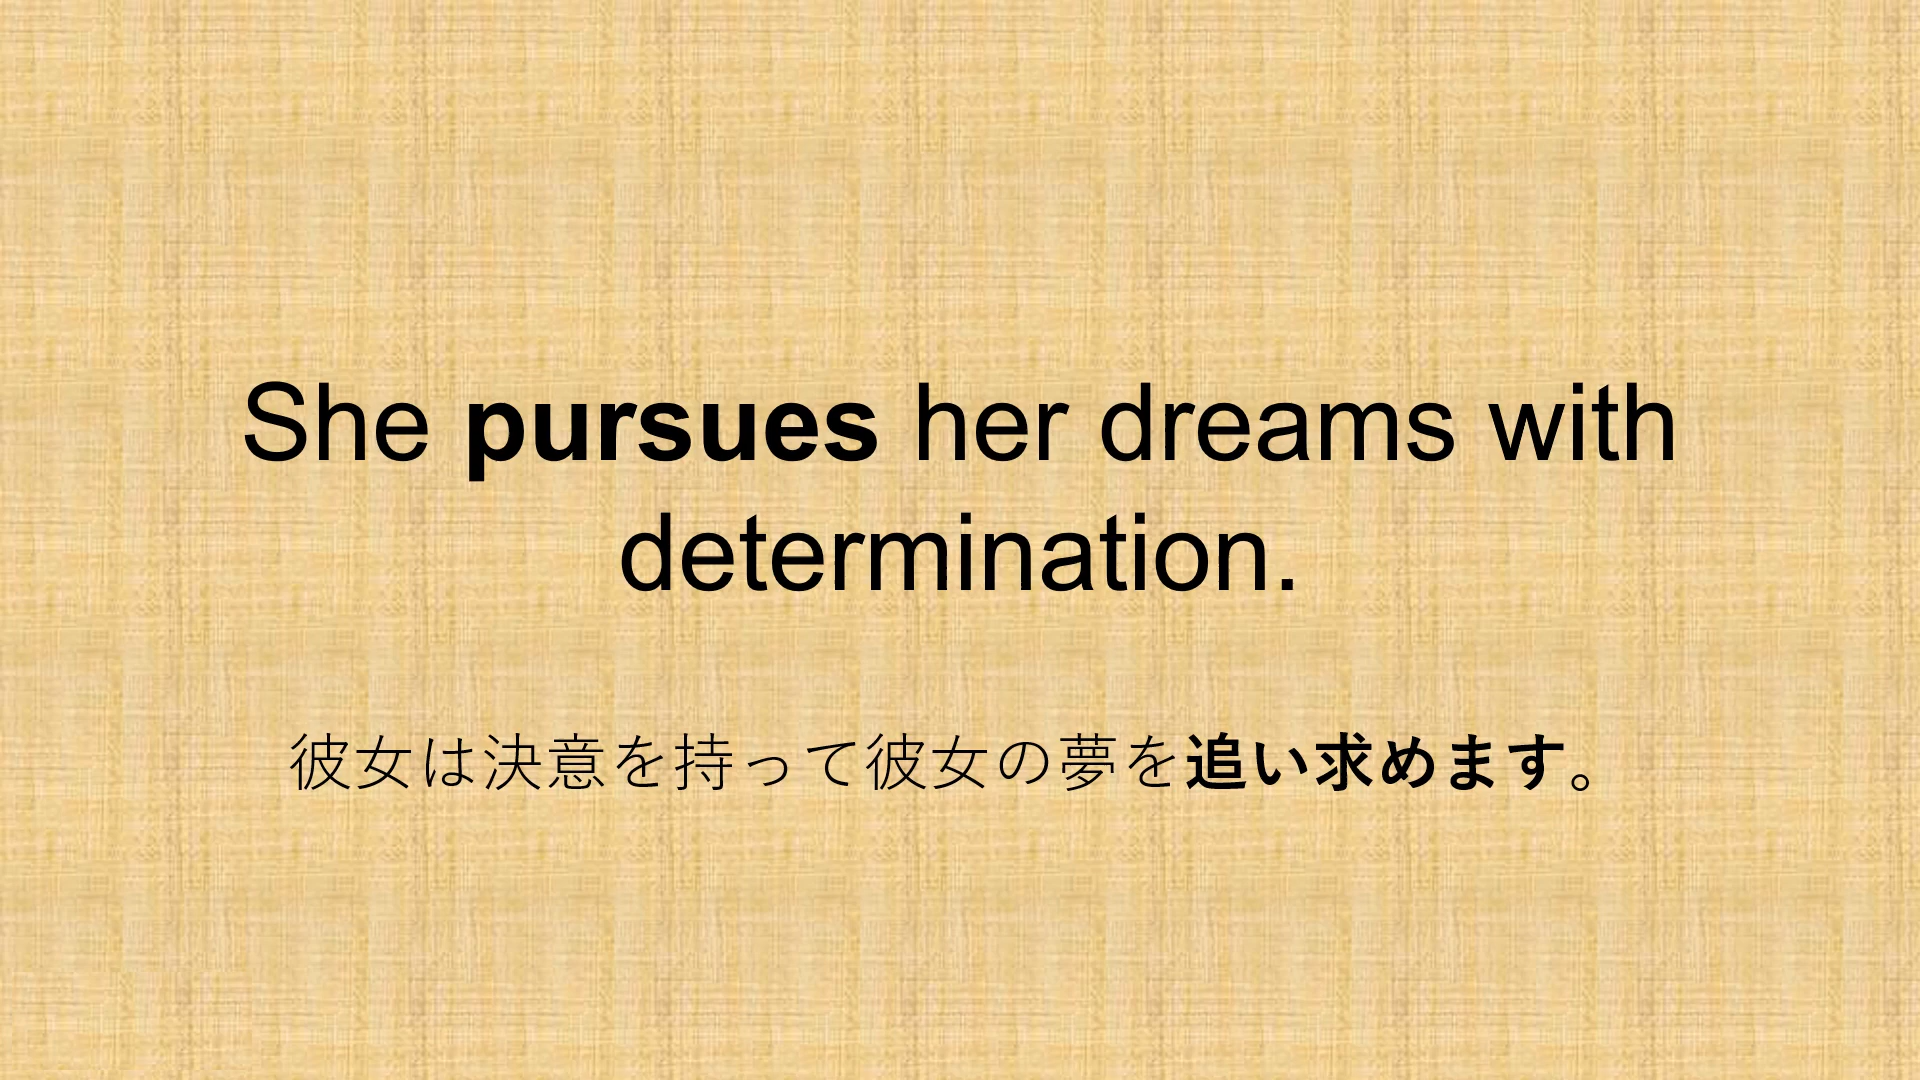 She pursues her dreams with
determination.
彼女は決意を持って彼女の夢を追い求めます。